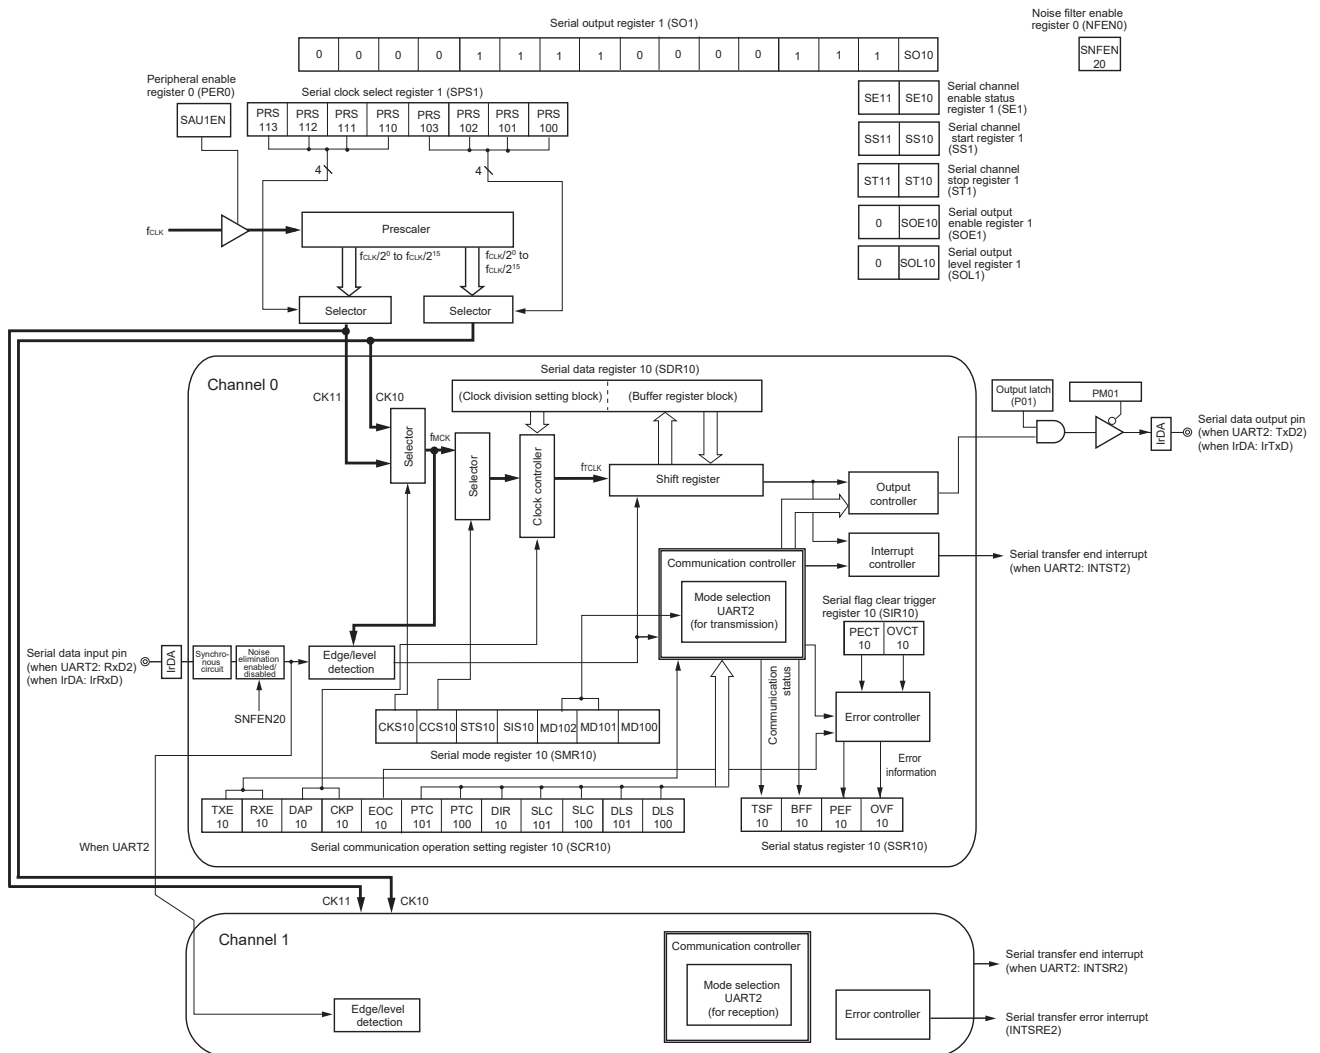 Serial output register 1 (SO1)
0 0 0 0 1 1 1 1 0 0 0 0 1 1 1 SO10
Noise filter enable
register 0 (NFEN0)
SNFEN
20
Peripheral enable
register 0 (PER0)
SAU1EN
Serial clock select register 1 (SPS1)
PRS
113
PRS
112
PRS
111
PRS
110
PRS
103
PRS
102
PRS
101
PRS
100
4
4
SE11 SE10
Serial channel
enable status
register 1 (SE1)
SS11 SS10
Serial channel
start register 1
(SS1)
ST11 ST10
Serial channel
stop register 1
(ST1)
0 SOE10
Serial output
enable register 1
(SOE1)
0 SOL10
Serial output
level register 1
(SOL1)
fCLK
Prescaler
fCLK/2⁰ to fCLK/2¹⁵
fCLK/2⁰ to
fCLK/2¹⁵
Selector
Selector
Channel 0
CK11
CK10
Serial data register 10 (SDR10)
(Clock division setting block)
(Buffer register block)
Selector
fMCK
Selector
Clock controller
fTCLK
Shift register
Output
controller
Interrupt
controller
Output latch
(P01)
PM01
IrDA
Serial data output pin
(when UART2: TxD2)
(when IrDA: IrTxD)
Serial transfer end interrupt
(when UART2: INTST2)
Communication controller
Mode selection
UART2
(for transmission)
Serial flag clear trigger
register 10 (SIR10)
PECT
10
OVCT
10
Serial data input pin
(when UART2: RxD2)
(when IrDA: IrRxD)
IrDA
Synchro-
nous
circuit
Noise
elimination
enabled/
disabled
SNFEN20
Edge/level
detection
Communication
status
Error controller
Error
information
CKS10 CCS10 STS10 SIS10 MD102 MD101 MD100
Serial mode register 10 (SMR10)
TXE
10
RXE
10
DAP
10
CKP
10
EOC
10
PTC
101
PTC
100
DIR
10
SLC
101
SLC
100
DLS
101
DLS
100
Serial communication operation setting register 10 (SCR10)
TSF
10
BFF
10
PEF
10
OVF
10
Serial status register 10 (SSR10)
When UART2
CK11
CK10
Channel 1
Communication controller
Mode selection
UART2
(for reception)
Edge/level
detection
Error controller
Serial transfer end interrupt
(when UART2: INTSR2)
Serial transfer error interrupt
(INTSRE2)